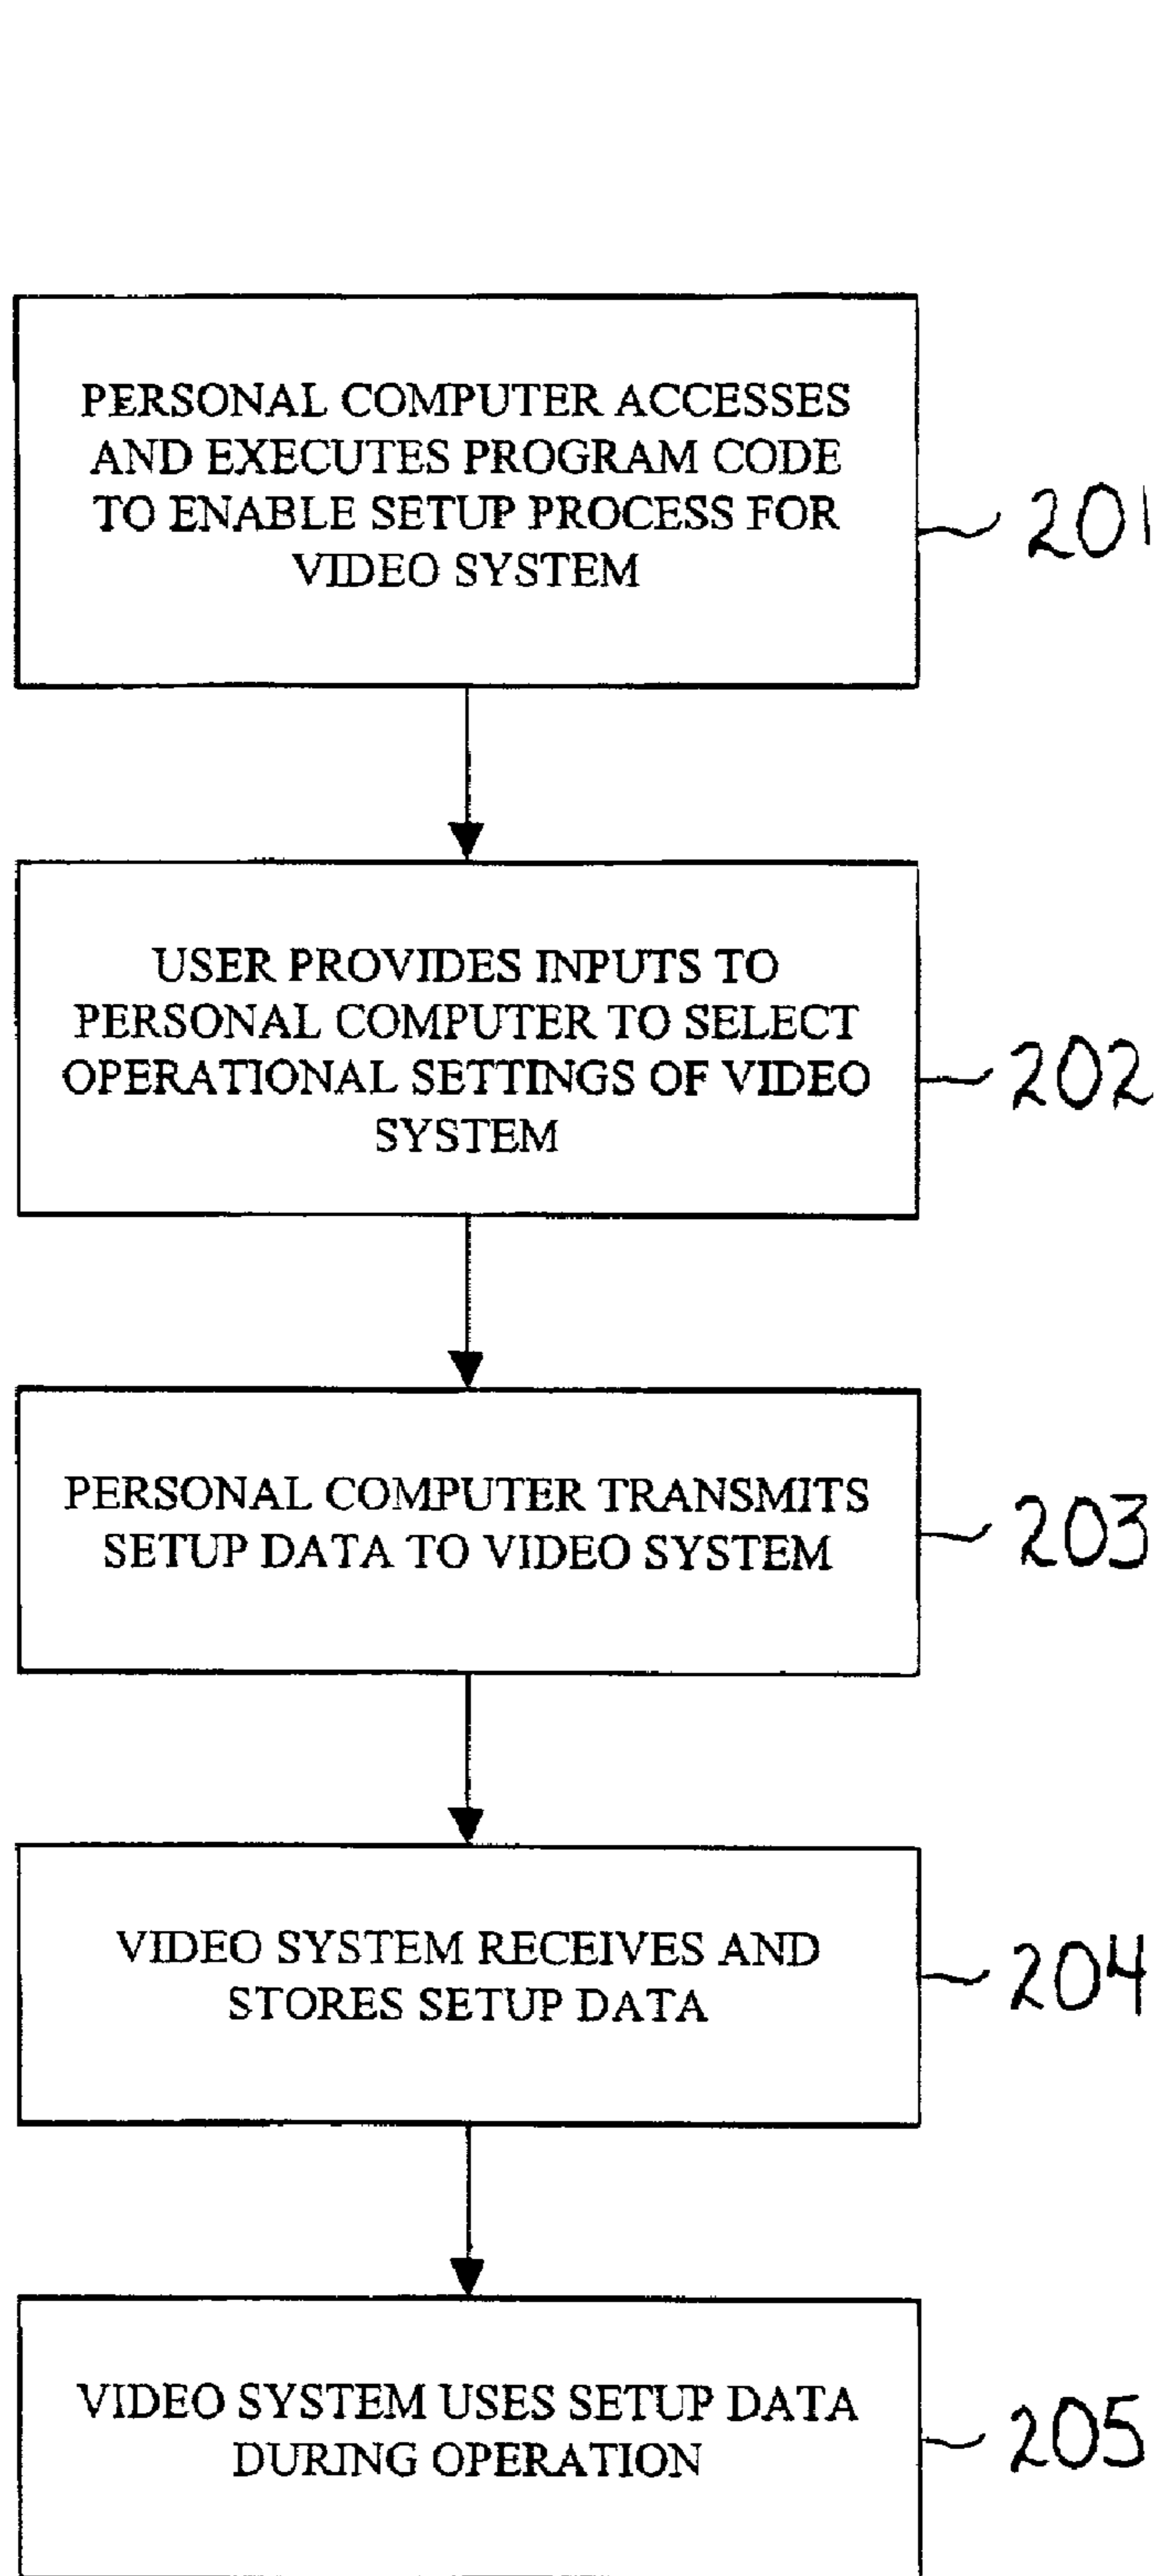 PERSONAL COMPUTER ACCESSES
AND EXECUTES PROGRAM CODE
TO ENABLE SETUP PROCESS FOR
VIDEO SYSTEM
201
USER PROVIDES INPUTS TO
PERSONAL COMPUTER TO SELECT
OPERATIONAL SETTINGS OF VIDEO
SYSTEM
202
PERSONAL COMPUTER TRANSMITS
SETUP DATA TO VIDEO SYSTEM
203
VIDEO SYSTEM RECEIVES AND
STORES SETUP DATA
204
VIDEO SYSTEM USES SETUP DATA
DURING OPERATION
205